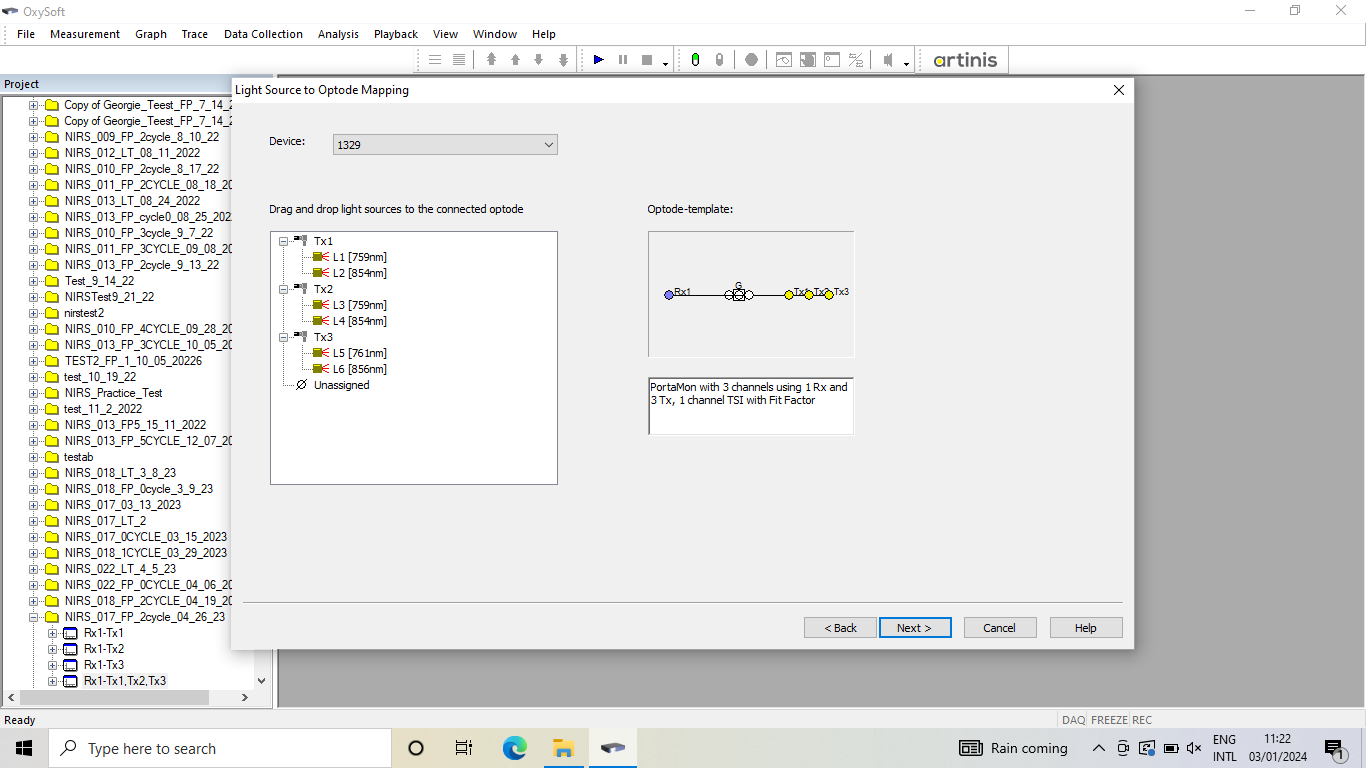 OxySoft
File Measurement Graph Trace Data Collection Analysis Playback View Window Help
artinis
Project
Copy of Georgie_Teest_FP_7_14_2
Copy of Georgie_Teest_FP_7_14_2
NIRS_009_FP_2cycle_8_10_22
NIRS_012_LT_08_11_2022
NIRS_010_FP_2cycle_8_17_22
NIRS_011_FP_2CYCLE_08_18_20
NIRS_013_LT_08_24_2022
NIRS_013_FP_cycle0_08_25_202
NIRS_010_FP_3cycle_9_7_22
NIRS_011_FP_3CYCLE_09_08_20
NIRS_013_FP_2cycle_9_13_22
Test_9_14_22
NIRSTest9_21_22
nirstest2
NIRS_010_FP_4CYCLE_09_28_20
NIRS_013_FP_3CYCLE_10_05_20
TEST2_FP_1_10_05_20226
test_10_19_22
NIRS_Practice_Test
test_11_2_2022
NIRS_013_FP5_15_11_2022
NIRS_013_FP_5CYCLE_12_07_20
testab
NIRS_018_LT_3_8_23
NIRS_018_FP_0cycle_3_9_23
NIRS_017_03_13_2023
NIRS_017_LT_2
NIRS_017_0CYCLE_03_15_2023
NIRS_018_1CYCLE_03_29_2023
NIRS_022_LT_4_5_23
NIRS_022_FP_0CYCLE_04_06_20
NIRS_018_FP_2CYCLE_04_19_20
NIRS_017_FP_2cycle_04_26_23
Rx1-Tx1
Rx1-Tx2
Rx1-Tx3
Rx1-Tx1,Tx2,Tx3
Light Source to Optode Mapping
Device: 1329
Drag and drop light sources to the connected optode
Tx1
L1 [759nm]
L2 [854nm]
Tx2
L3 [759nm]
L4 [854nm]
Tx3
L5 [761nm]
L6 [856nm]
Unassigned
Optode-template:
G
Rx1 Tx1 Tx2 Tx3
PortaMon with 3 channels using 1 Rx and
3 Tx, 1 channel TSI with Fit Factor
< Back Next > Cancel Help
Ready DAQ FREEZE REC
Type here to search Rain coming ENG INTL 11:22 03/01/2024 1